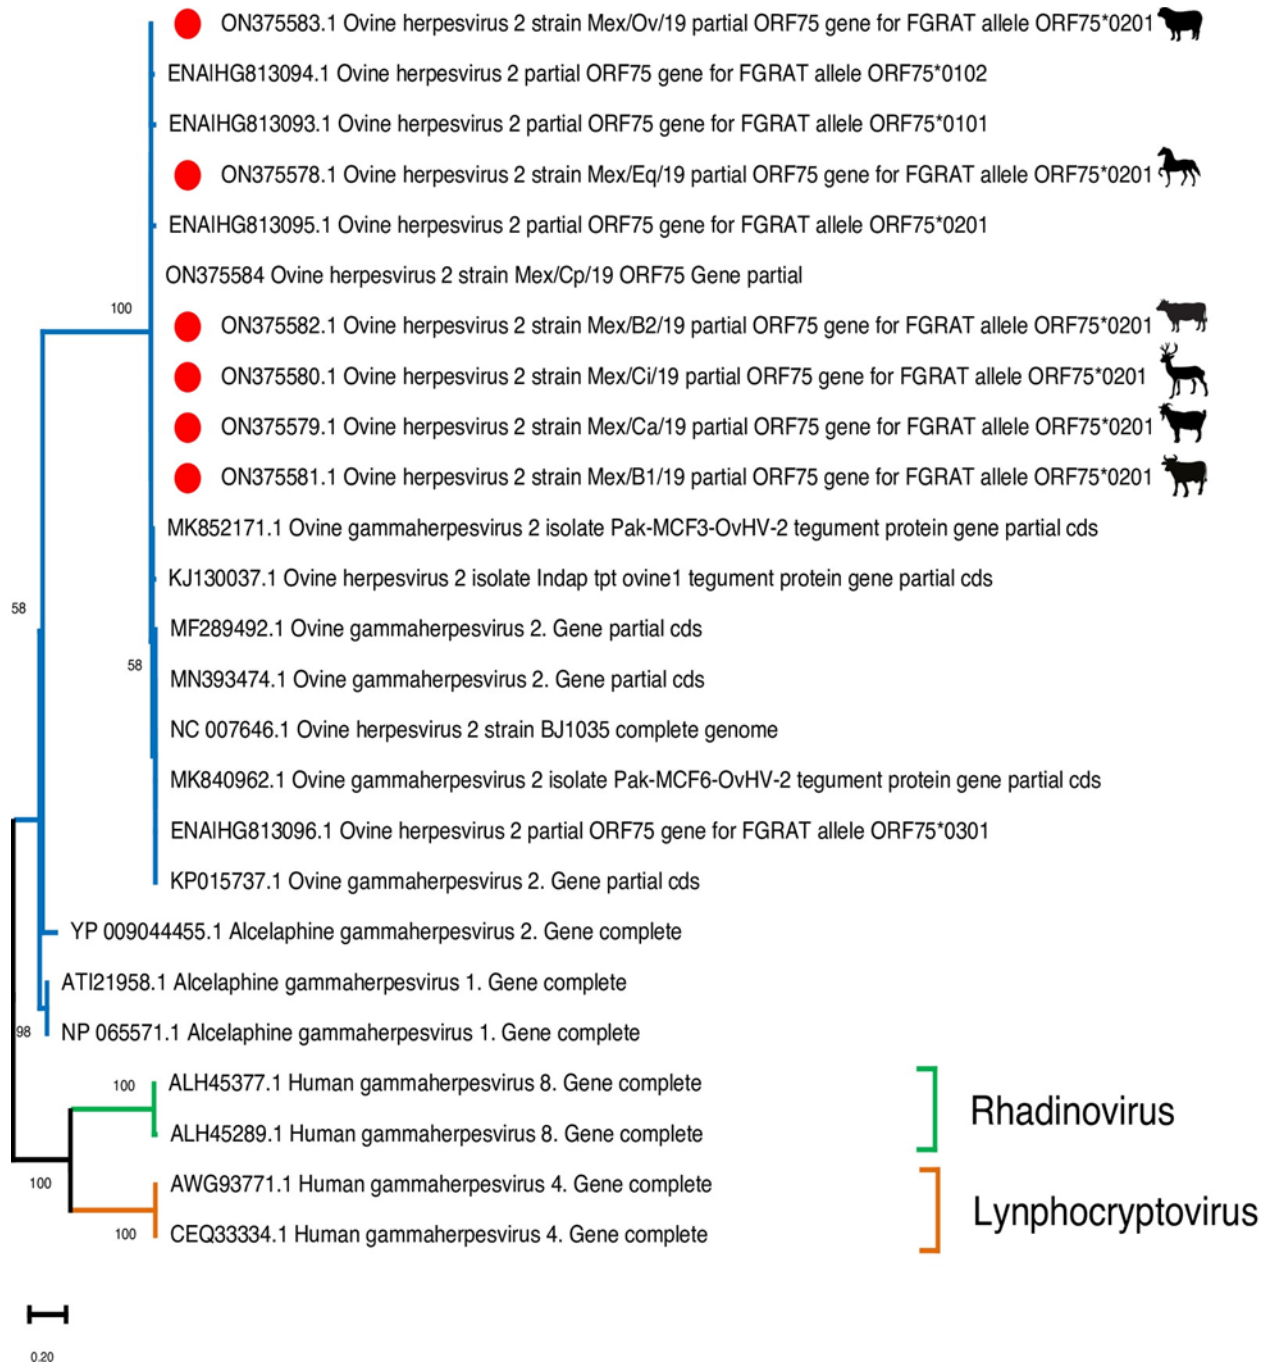 ON375583.1 Ovine herpesvirus 2 strain Mex/Ov/19 partial ORF75 gene for FGRAT allele ORF75*0201
ENAIHG813094.1 Ovine herpesvirus 2 partial ORF75 gene for FGRAT allele ORF75*0102
ENAIHG813093.1 Ovine herpesvirus 2 partial ORF75 gene for FGRAT allele ORF75*0101
ON375578.1 Ovine herpesvirus 2 strain Mex/Eq/19 partial ORF75 gene for FGRAT allele ORF75*0201
ENAIHG813095.1 Ovine herpesvirus 2 partial ORF75 gene for FGRAT allele ORF75*0201
ON375584 Ovine herpesvirus 2 strain Mex/Cp/19 ORF75 Gene partial
100
ON375582.1 Ovine herpesvirus 2 strain Mex/B2/19 partial ORF75 gene for FGRAT allele ORF75*0201
ON375580.1 Ovine herpesvirus 2 strain Mex/Ci/19 partial ORF75 gene for FGRAT allele ORF75*0201
ON375579.1 Ovine herpesvirus 2 strain Mex/Ca/19 partial ORF75 gene for FGRAT allele ORF75*0201
ON375581.1 Ovine herpesvirus 2 strain Mex/B1/19 partial ORF75 gene for FGRAT allele ORF75*0201
MK852171.1 Ovine gammaherpesvirus 2 isolate Pak-MCF3-OvHV-2 tegument protein gene partial cds
KJ130037.1 Ovine herpesvirus 2 isolate Indap tpt ovine1 tegument protein gene partial cds
58
MF289492.1 Ovine gammaherpesvirus 2. Gene partial cds
58
MN393474.1 Ovine gammaherpesvirus 2. Gene partial cds
NC 007646.1 Ovine herpesvirus 2 strain BJ1035 complete genome
MK840962.1 Ovine gammaherpesvirus 2 isolate Pak-MCF6-OvHV-2 tegument protein gene partial cds
ENAIHG813096.1 Ovine herpesvirus 2 partial ORF75 gene for FGRAT allele ORF75*0301
KP015737.1 Ovine gammaherpesvirus 2. Gene partial cds
YP 009044455.1 Alcelaphine gammaherpesvirus 2. Gene complete
ATI21958.1 Alcelaphine gammaherpesvirus 1. Gene complete
98
NP 065571.1 Alcelaphine gammaherpesvirus 1. Gene complete
100
ALH45377.1 Human gammaherpesvirus 8. Gene complete
Rhadinovirus
ALH45289.1 Human gammaherpesvirus 8. Gene complete
100
AWG93771.1 Human gammaherpesvirus 4. Gene complete
Lynphocryptovirus
100
CEQ33334.1 Human gammaherpesvirus 4. Gene complete
0.20